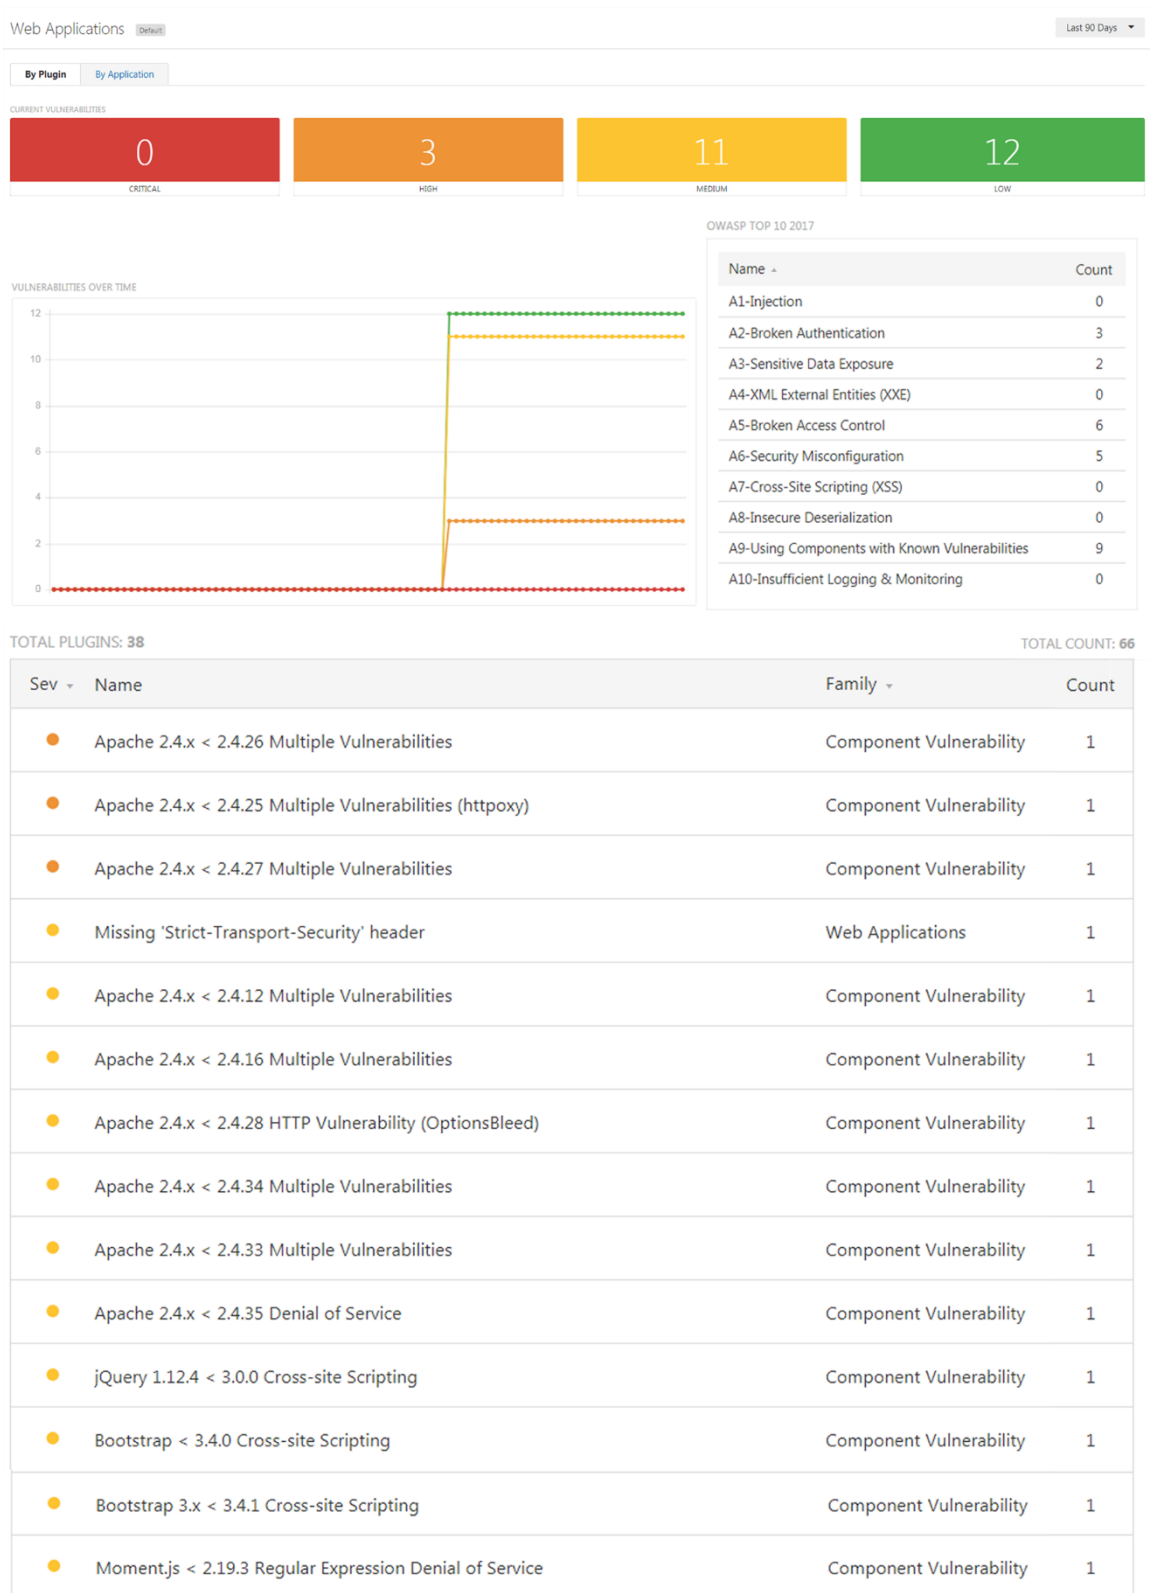 Web Applications Default
Last 90 Days
By Plugin By Application
CURRENT VULNERABILITIES
0 3 11 12
CRITICAL HIGH MEDIUM LOW
OWASP TOP 10 2017
Name Count
A1-Injection 0
A2-Broken Authentication 3
A3-Sensitive Data Exposure 2
A4-XML External Entities (XXE) 0
A5-Broken Access Control 6
A6-Security Misconfiguration 5
A7-Cross-Site Scripting (XSS) 0
A8-Insecure Deserialization 0
A9-Using Components with Known Vulnerabilities 9
A10-Insufficient Logging & Monitoring 0
VULNERABILITIES OVER TIME
12
10
8
6
4
2
0
TOTAL PLUGINS: 38 TOTAL COUNT: 66
Sev Name Family Count
Apache 2.4.x < 2.4.26 Multiple Vulnerabilities Component Vulnerability 1
Apache 2.4.x < 2.4.25 Multiple Vulnerabilities (httpoxy) Component Vulnerability 1
Apache 2.4.x < 2.4.27 Multiple Vulnerabilities Component Vulnerability 1
Missing 'Strict-Transport-Security' header Web Applications 1
Apache 2.4.x < 2.4.12 Multiple Vulnerabilities Component Vulnerability 1
Apache 2.4.x < 2.4.16 Multiple Vulnerabilities Component Vulnerability 1
Apache 2.4.x < 2.4.28 HTTP Vulnerability (OptionsBleed) Component Vulnerability 1
Apache 2.4.x < 2.4.34 Multiple Vulnerabilities Component Vulnerability 1
Apache 2.4.x < 2.4.33 Multiple Vulnerabilities Component Vulnerability 1
Apache 2.4.x < 2.4.35 Denial of Service Component Vulnerability 1
jQuery 1.12.4 < 3.0.0 Cross-site Scripting Component Vulnerability 1
Bootstrap < 3.4.0 Cross-site Scripting Component Vulnerability 1
Bootstrap 3.x < 3.4.1 Cross-site Scripting Component Vulnerability 1
Moment.js < 2.19.3 Regular Expression Denial of Service Component Vulnerability 1